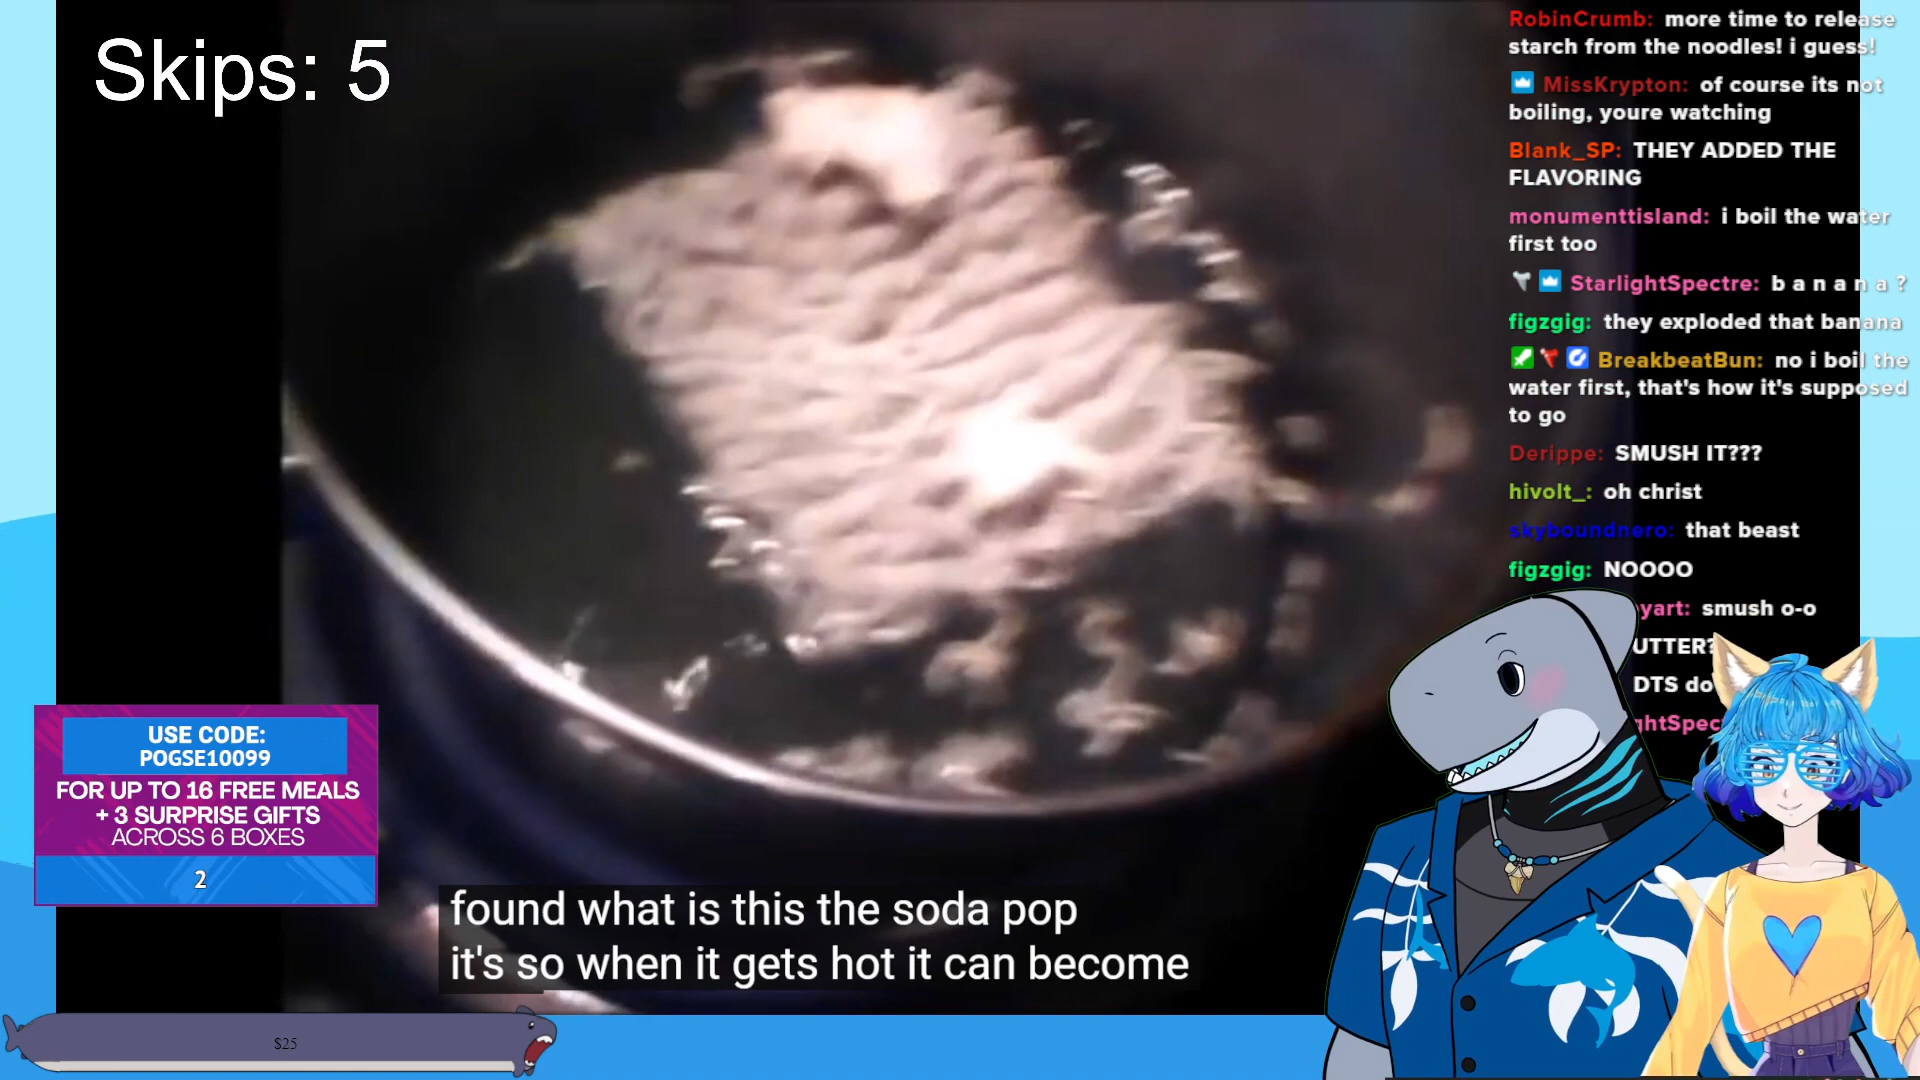 Skips: 5
RobinCrumb: more time to release
starch from the noodles! i guess!
MissKrypton: of course its not
boiling, youre watching
Blank_SP: THEY ADDED THE
FLAVORING
monumenttisland: i boil the water
first too
StarlightSpectre: b a n a n a ?
figzgig: they exploded that banana
BreakbeatBun: no i boil the
water first, that's how it's supposed
to go
Derippe: SMUSH IT???
hivolt_: oh christ
skyboundnero: that beast
figzgig: NOOOO
yart: smush o-o
UTTER?
DTS do
ghtSpec
USE CODE:
POGSE10099
FOR UP TO 16 FREE MEALS
+ 3 SURPRISE GIFTS
ACROSS 6 BOXES
2
found what is this the soda pop
it's so when it gets hot it can become
$25